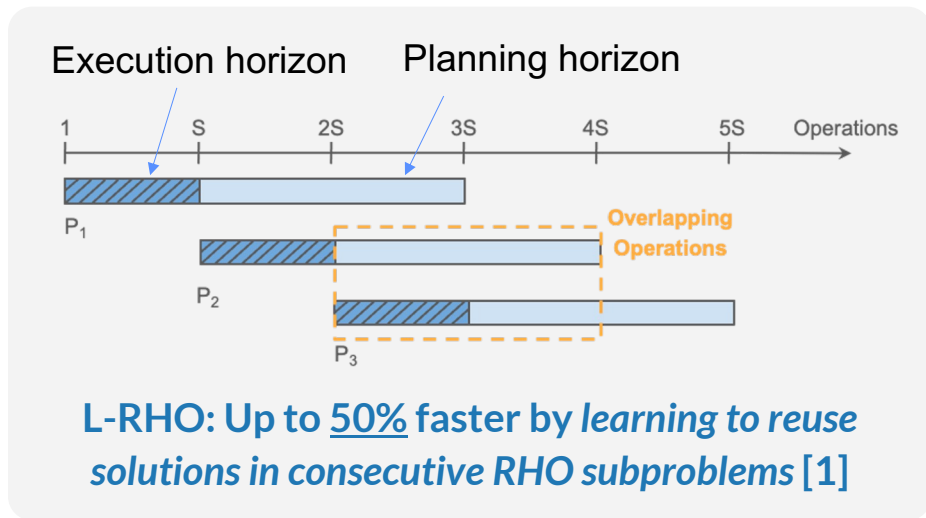 Execution horizon
Planning horizon
1 S 2S 3S 4S 5S Operations
P₁
Overlapping
Operations
P₂
P₃
L-RHO: Up to 50% faster by learning to reuse
solutions in consecutive RHO subproblems [1]